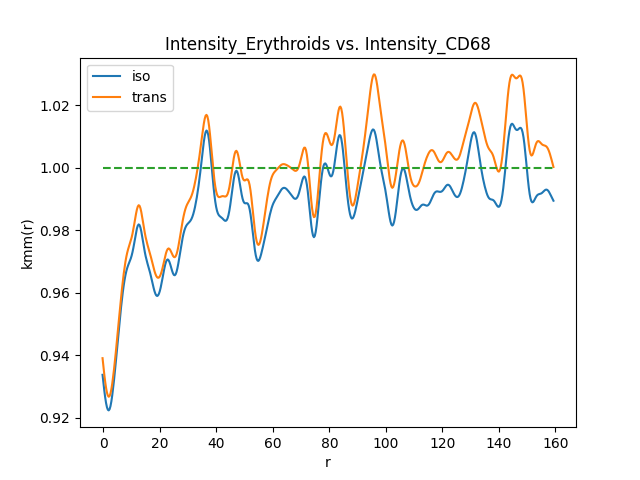 Intensity_Erythroids vs. Intensity_CD68
iso
trans
1.02
1.00
0.98
0.96
0.94
0.92
kmm(r)
0 20 40 60 80 100 120 140 160
r